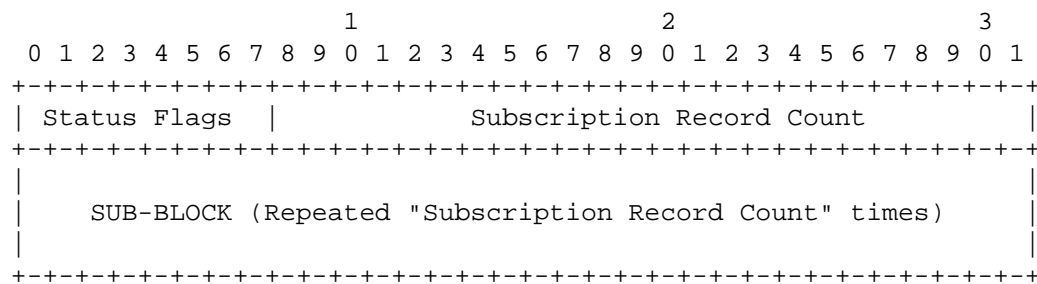 1                   2                   3
 0 1 2 3 4 5 6 7 8 9 0 1 2 3 4 5 6 7 8 9 0 1 2 3 4 5 6 7 8 9 0 1
+-+-+-+-+-+-+-+-+-+-+-+-+-+-+-+-+-+-+-+-+-+-+-+-+-+-+-+-+-+-+-+-+
| Status Flags  |            Subscription Record Count            |
+-+-+-+-+-+-+-+-+-+-+-+-+-+-+-+-+-+-+-+-+-+-+-+-+-+-+-+-+-+-+-+-+
|                                                                 |
|    SUB-BLOCK (Repeated "Subscription Record Count" times)       |
|                                                                 |
+-+-+-+-+-+-+-+-+-+-+-+-+-+-+-+-+-+-+-+-+-+-+-+-+-+-+-+-+-+-+-+-+